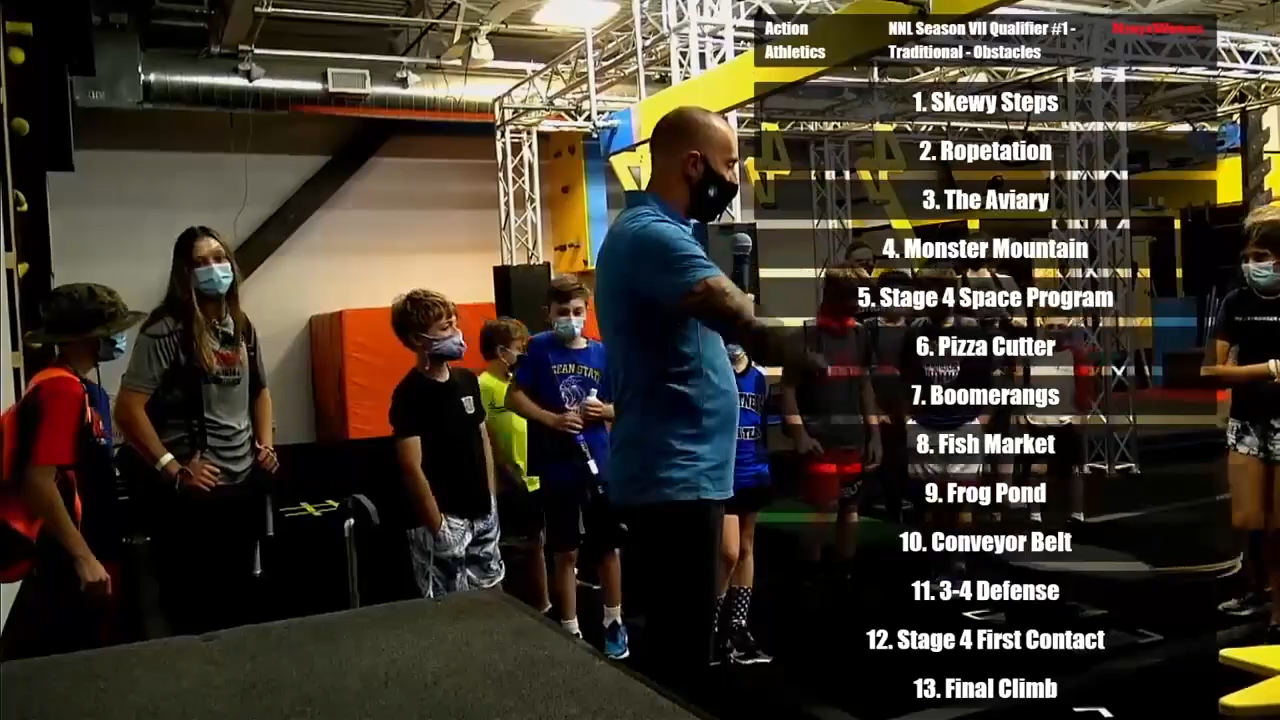 Action
Athletics
NNL Season VII Qualifier #1 -
Traditional - Obstacles
1. Skewy Steps
2. Ropetation
3. The Aviary
4. Monster Mountain
5. Stage 4 Space Program
6. Pizza Cutter
7. Boomerangs
8. Fish Market
9. Frog Pond
10. Conveyor Belt
11. 3-4 Defense
12. Stage 4 First Contact
13. Final Climb